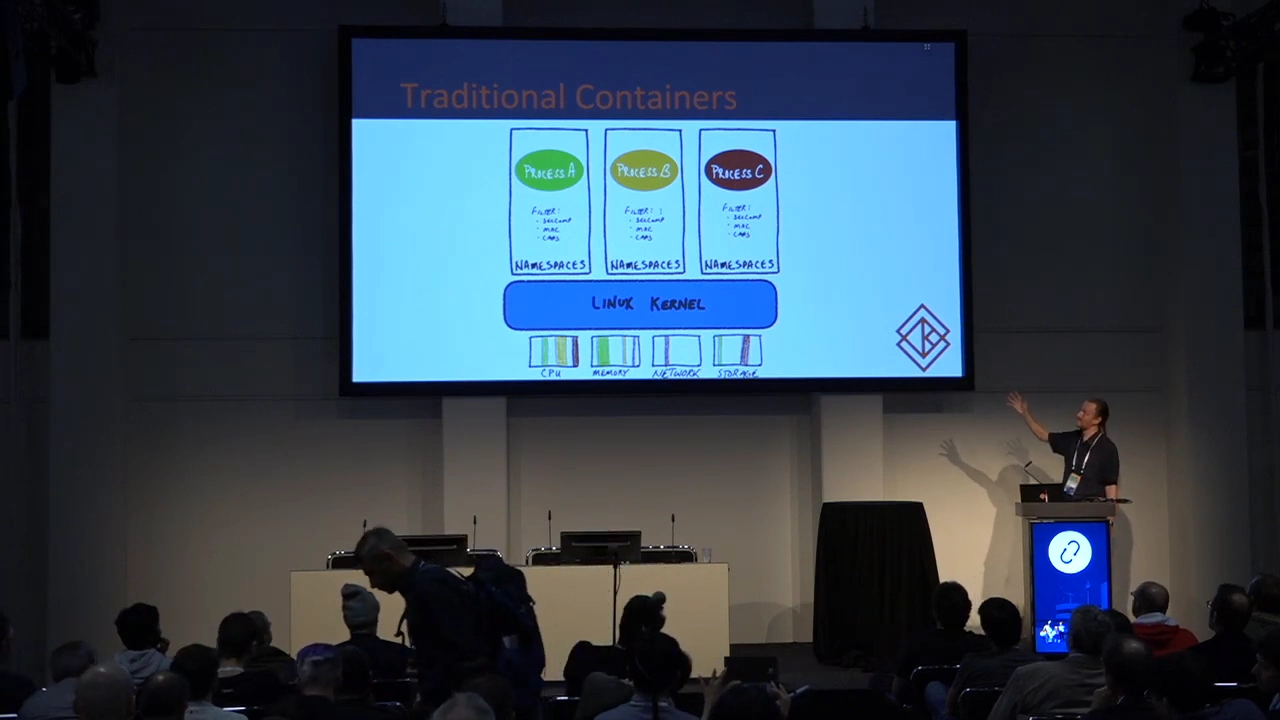 Traditional Containers
PROCESS A
PROCESS B
PROCESS C
FILTER:
- SECCOMP
- MAC
- CAPS
FILTER:
- SECCOMP
- MAC
- CAPS
FILTER:
- SECCOMP
- MAC
- CAPS
NAMESPACES
NAMESPACES
NAMESPACES
LINUX KERNEL
CPU
MEMORY
NETWORK
STORAGE